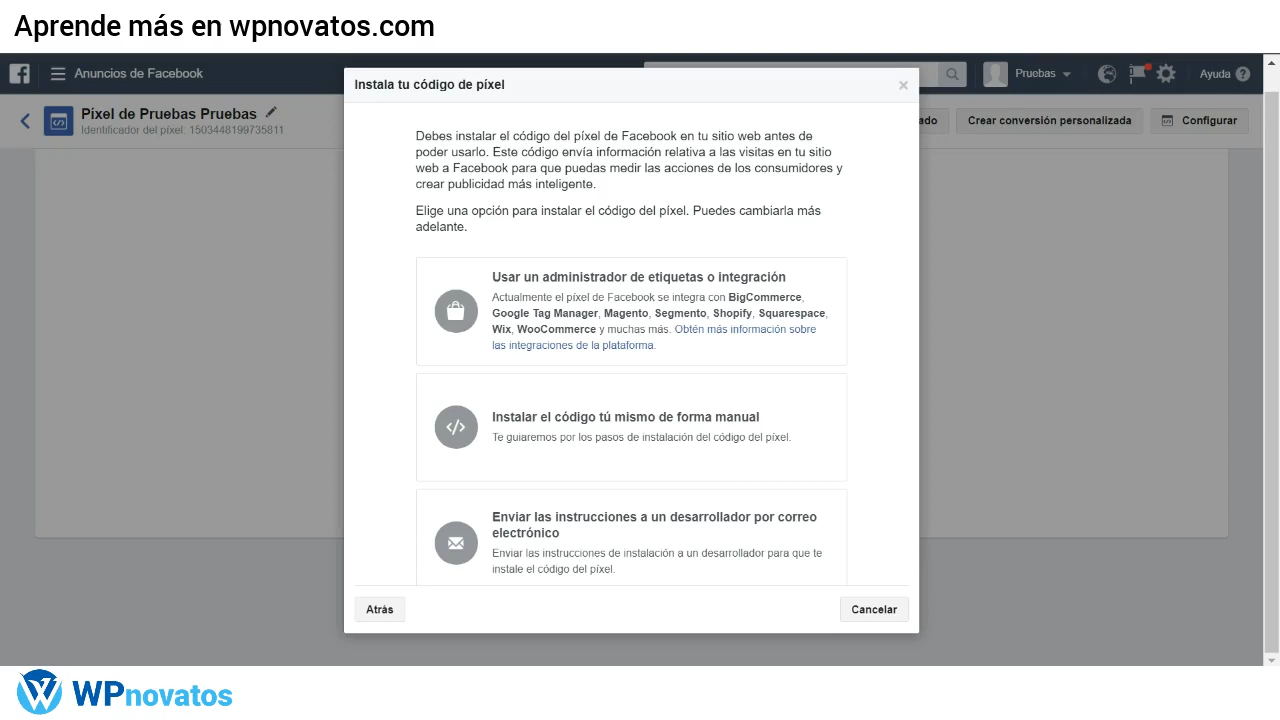 Aprende más en wpnovatos.com
Anuncios de Facebook
Pruebas
Ayuda
Píxel de Pruebas Pruebas
Identificador del píxel: 1503448199735811
ado
Crear conversión personalizada
Configurar
Instala tu código de píxel
Debes instalar el código del píxel de Facebook en tu sitio web antes de
poder usarlo. Este código envía información relativa a las visitas en tu sitio
web a Facebook para que puedas medir las acciones de los consumidores y
crear publicidad más inteligente.
Elige una opción para instalar el código del píxel. Puedes cambiarla más
adelante.
Usar un administrador de etiquetas o integración
Actualmente el píxel de Facebook se integra con BigCommerce,
Google Tag Manager, Magento, Segmento, Shopify, Squarespace,
Wix, WooCommerce y muchas más. Obtén más información sobre
las integraciones de la plataforma.
Instalar el código tú mismo de forma manual
Te guiaremos por los pasos de instalación del código del píxel.
Enviar las instrucciones a un desarrollador por correo
electrónico
Enviar las instrucciones de instalación a un desarrollador para que te
instale el código del píxel.
Atrás
Cancelar
WPnovatos